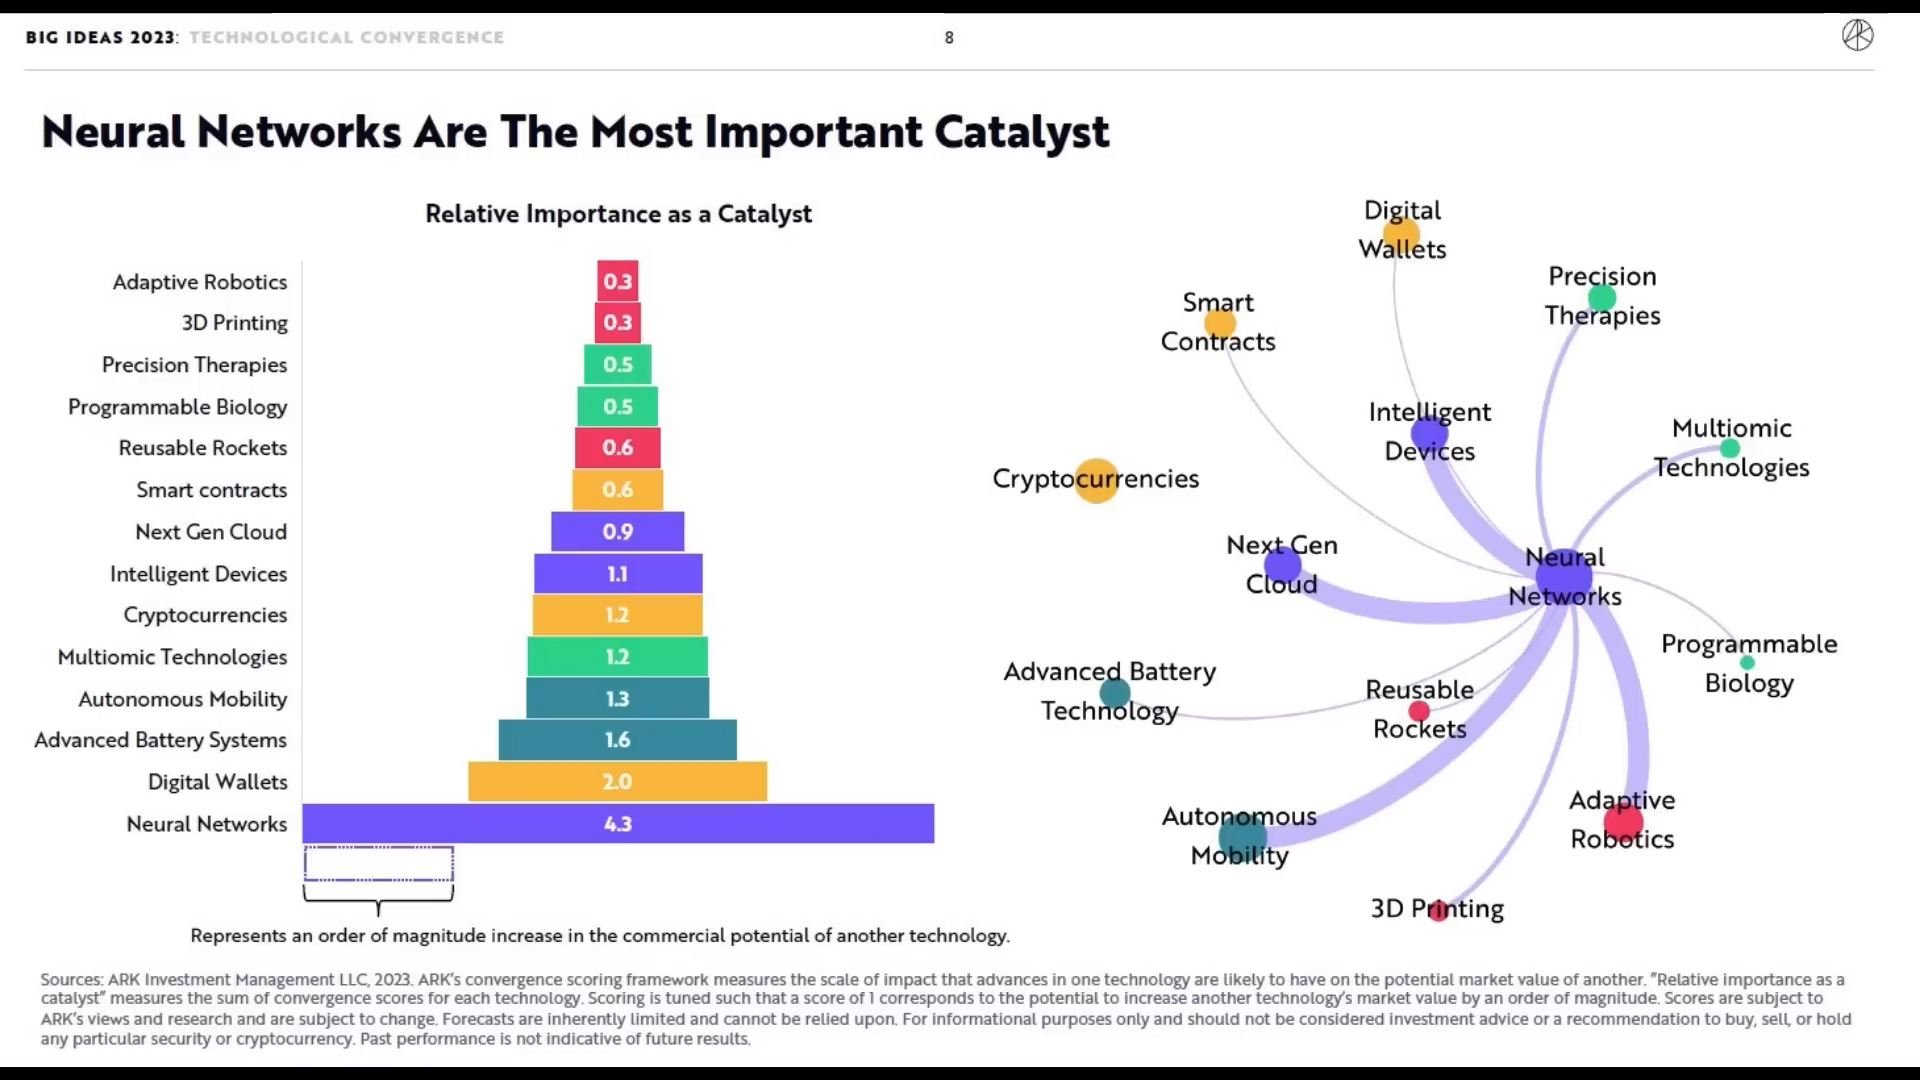 BIG IDEAS 2023: TECHNOLOGICAL CONVERGENCE
8
Neural Networks Are The Most Important Catalyst
Relative Importance as a Catalyst
Adaptive Robotics 0.3
3D Printing 0.3
Precision Therapies 0.5
Programmable Biology 0.5
Reusable Rockets 0.6
Smart contracts 0.6
Next Gen Cloud 0.9
Intelligent Devices 1.1
Cryptocurrencies 1.2
Multiomic Technologies 1.2
Autonomous Mobility 1.3
Advanced Battery Systems 1.6
Digital Wallets 2.0
Neural Networks 4.3
Represents an order of magnitude increase in the commercial potential of another technology.
Digital
Wallets
Precision
Therapies
Smart
Contracts
Intelligent
Devices
Multiomic
Technologies
Cryptocurrencies
Next Gen
Cloud
Neural
Networks
Programmable
Biology
Advanced Battery
Technology
Reusable
Rockets
Autonomous
Mobility
Adaptive
Robotics
3D Printing
Sources: ARK Investment Management LLC, 2023. ARK's convergence scoring framework measures the scale of impact that advances in one technology are likely to have on the potential market value of another. "Relative importance as a
catalyst" measures the sum of convergence scores for each technology. Scoring is tuned such that a score of 1 corresponds to the potential to increase another technology's market value by an order of magnitude. Scores are subject to
ARK's views and research and are subject to change. Forecasts are inherently limited and cannot be relied upon. For informational purposes only and should not be considered investment advice or a recommendation to buy, sell, or hold
any particular security or cryptocurrency. Past performance is not indicative of future results.